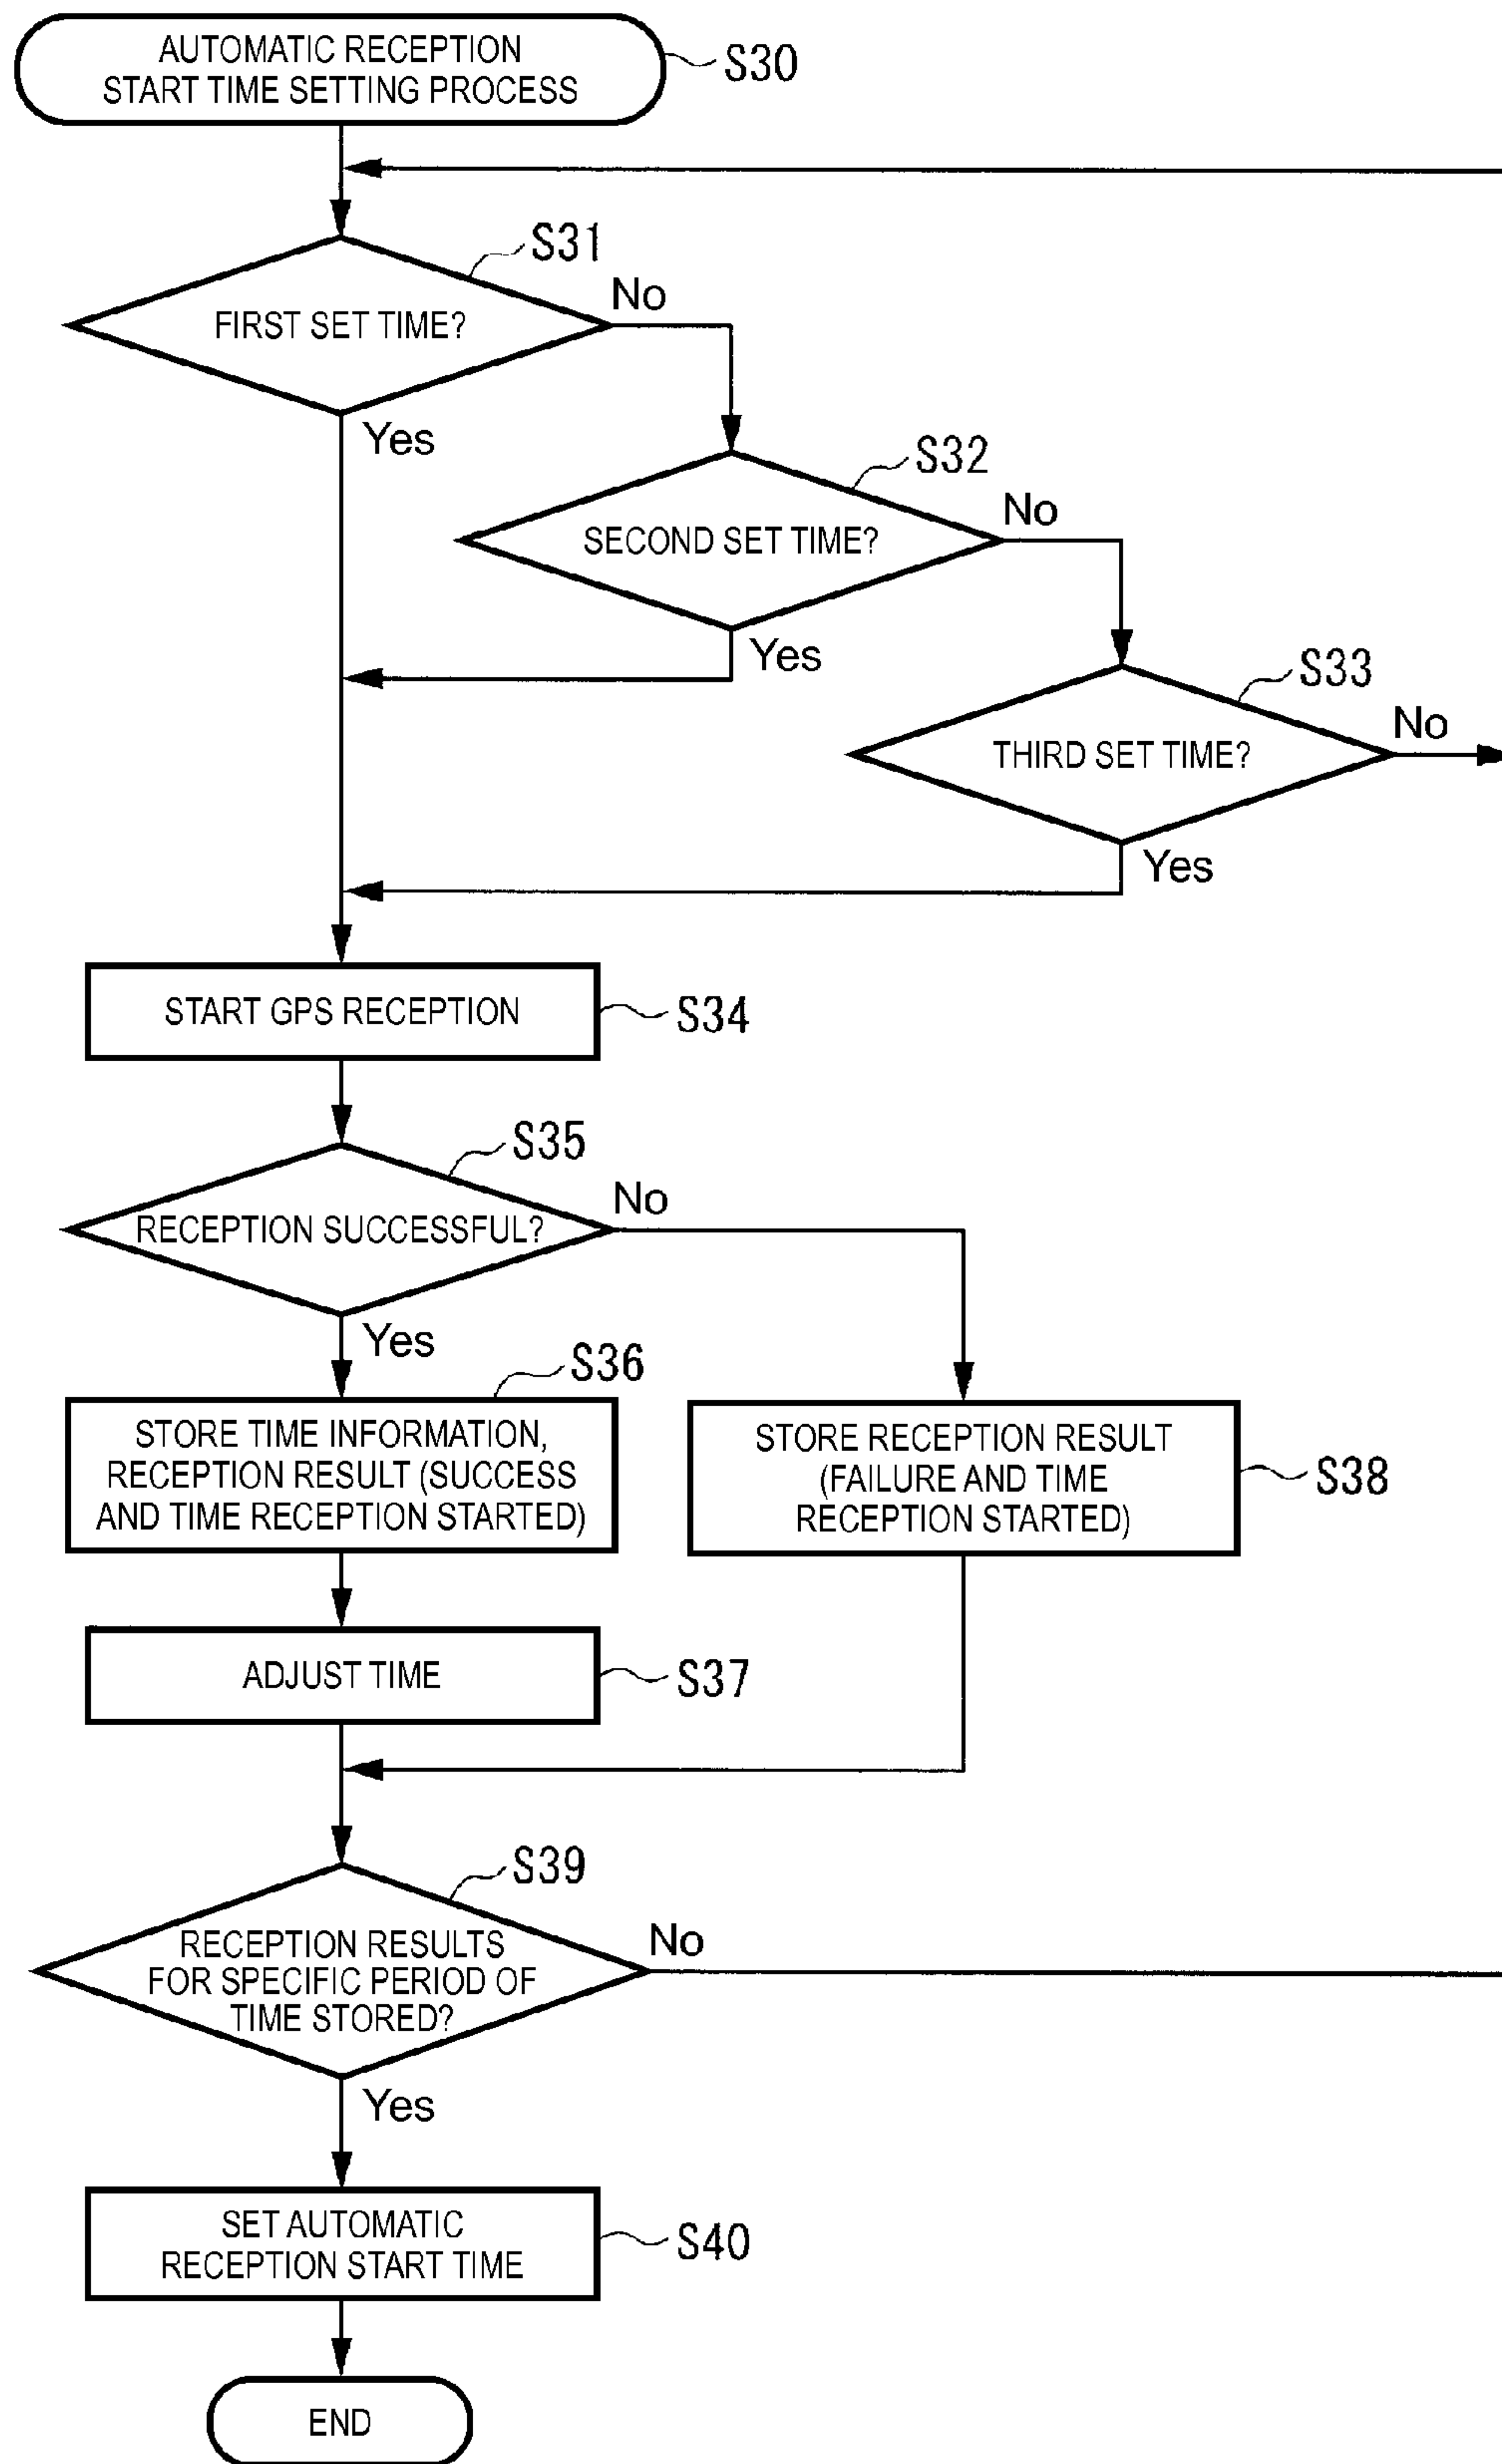 AUTOMATIC RECEPTION
START TIME SETTING PROCESS
S30
S31
FIRST SET TIME?
No
Yes
S32
SECOND SET TIME?
No
Yes
S33
THIRD SET TIME?
No
Yes
START GPS RECEPTION
S34
S35
RECEPTION SUCCESSFUL?
No
Yes
S36
STORE TIME INFORMATION,
RECEPTION RESULT (SUCCESS
AND TIME RECEPTION STARTED)
STORE RECEPTION RESULT
(FAILURE AND TIME
RECEPTION STARTED)
S38
ADJUST TIME
S37
S39
RECEPTION RESULTS
FOR SPECIFIC PERIOD OF
TIME STORED?
No
Yes
SET AUTOMATIC
RECEPTION START TIME
S40
END